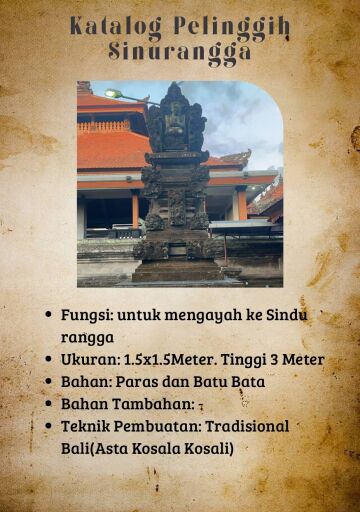 Katalog Pelinggih
Sinurangga
Fungsi: untuk mengayah ke Sindu
rangga
Ukuran: 1.5x1.5Meter. Tinggi 3 Meter
Bahan: Paras dan Batu Bata
Bahan Tambahan: -
Teknik Pembuatan: Tradisional
Bali(Asta Kosala Kosali)